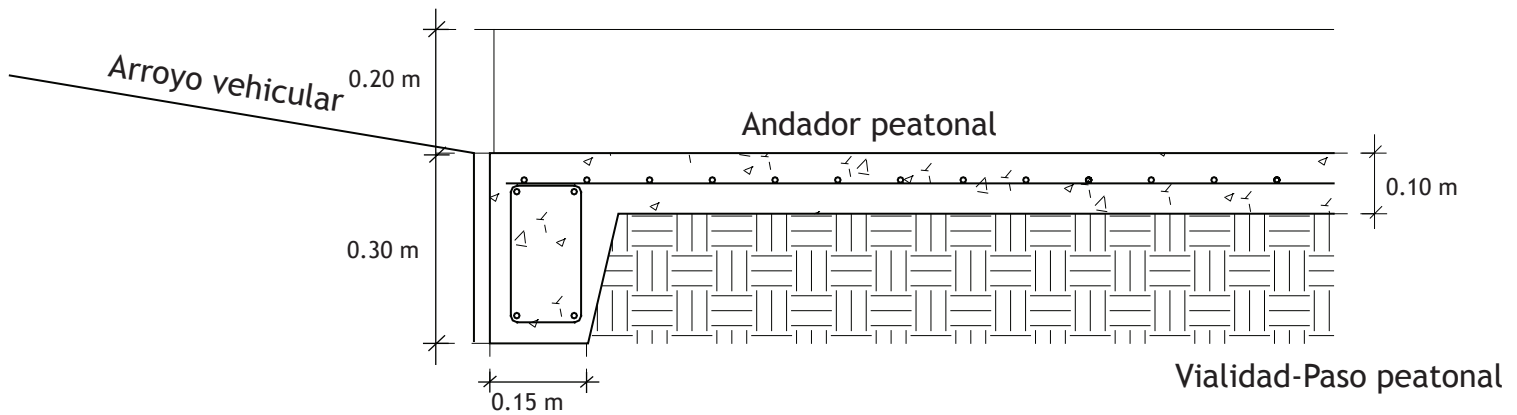 Arroyo vehicular
0.20 m
Andador peatonal
0.10 m
0.30 m
Vialidad-Paso peatonal
0.15 m